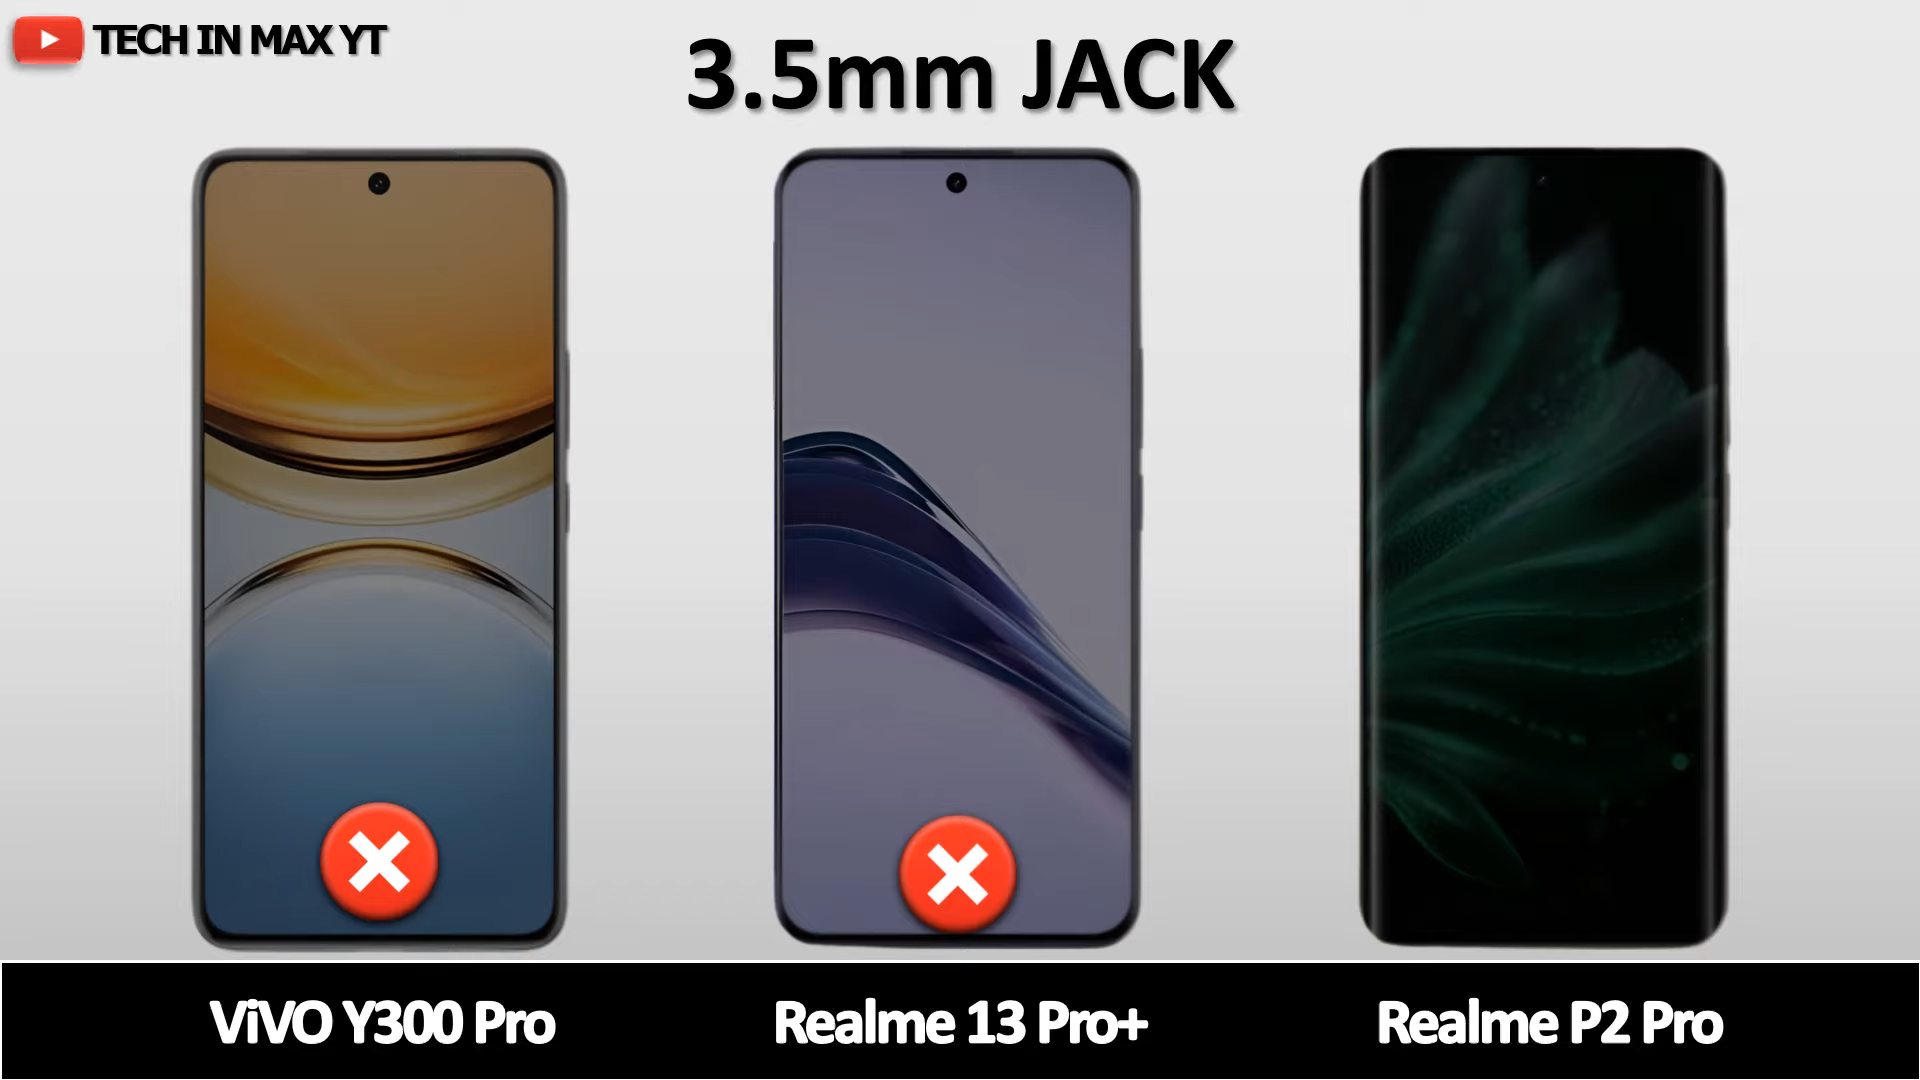 TECH IN MAX YT
3.5mm JACK
ViVO Y300 Pro
Realme 13 Pro+
Realme P2 Pro